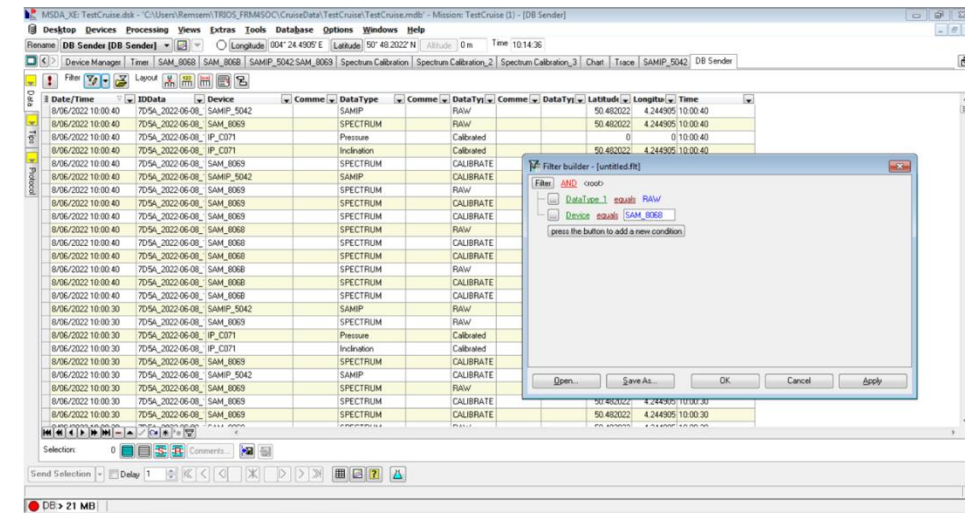 MSDA_XE: TestCruise.dsk - 'C:\Users\Remsem\TRIOS_FRM4SOC\CruiseData\TestCruise\TestCruise.mdb' - Mission: TestCruise (1) - [DB Sender]
Desktop Devices Processing Views Extras Tools Database Options Windows Help
Rename DB Sender [DB Sender] Longitude 004° 24.4905' E Latitude 50° 48.2022' N Altitude 0 m Time 10:14:36
Device Manager Timer SAM_8068 SAM_806B SAMIP_5042:SAM_8069 Spectrum Calibration Spectrum Calibration_2 Spectrum Calibration_3 Chart Trace SAMIP_5042 DB Sender
Filter Layout
Data
Tips
Protocol
Date/Time IDData Device Comme DataType Comme DataTy Comme DataTy Latitud Longitu Time
8/06/2022 10:00:40 7D5A_2022-06-08_ SAMIP_5042 SAMIP RAW 50.482022 4.244905 10:00:40
8/06/2022 10:00:40 7D5A_2022-06-08_ SAM_8069 SPECTRUM RAW 50.482022 4.244905 10:00:40
8/06/2022 10:00:40 7D5A_2022-06-08_ IP_C071 Pressure Calibrated 0 0 10:00:40
8/06/2022 10:00:40 7D5A_2022-06-08_ IP_C071 Inclination Calibrated 50.482022 4.244905 10:00:40
8/06/2022 10:00:40 7D5A_2022-06-08_ SAM_8069 SPECTRUM CALIBRATE
8/06/2022 10:00:40 7D5A_2022-06-08_ SAMIP_5042 SAMIP CALIBRATE
8/06/2022 10:00:40 7D5A_2022-06-08_ SAM_8069 SPECTRUM RAW
8/06/2022 10:00:40 7D5A_2022-06-08_ SAM_8069 SPECTRUM CALIBRATE
8/06/2022 10:00:40 7D5A_2022-06-08_ SAM_8069 SPECTRUM CALIBRATE
8/06/2022 10:00:40 7D5A_2022-06-08_ SAM_8068 SPECTRUM RAW
8/06/2022 10:00:40 7D5A_2022-06-08_ SAM_8068 SPECTRUM CALIBRATE
8/06/2022 10:00:40 7D5A_2022-06-08_ SAM_806B SPECTRUM CALIBRATE
8/06/2022 10:00:40 7D5A_2022-06-08_ SAM_806B SPECTRUM RAW
8/06/2022 10:00:40 7D5A_2022-06-08_ SAM_806B SPECTRUM CALIBRATE
8/06/2022 10:00:30 7D5A_2022-06-08_ SAMIP_5042 SAMIP RAW
8/06/2022 10:00:30 7D5A_2022-06-08_ SAM_8069 SPECTRUM RAW
8/06/2022 10:00:30 7D5A_2022-06-08_ IP_C071 Pressure Calibrated
8/06/2022 10:00:30 7D5A_2022-06-08_ IP_C071 Inclination Calibrated
8/06/2022 10:00:30 7D5A_2022-06-08_ SAM_8069 SPECTRUM CALIBRATE
8/06/2022 10:00:30 7D5A_2022-06-08_ SAMIP_5042 SAMIP CALIBRATE
8/06/2022 10:00:30 7D5A_2022-06-08_ SAM_8069 SPECTRUM RAW
8/06/2022 10:00:30 7D5A_2022-06-08_ SAM_8069 SPECTRUM CALIBRATE 50.482022 4.244905 10:00:30
8/06/2022 10:00:30 7D5A_2022-06-08_ SAM_8069 SPECTRUM CALIBRATE 50.482022 4.244905 10:00:30
Filter builder - [untitled.flt]
Filter AND <root>
... DataType_1 equals RAW
... Device equals SAM_8068
press the button to add a new condition
Open... Save As... OK Cancel Apply
Selection: 0 Comments...
Send Selection Delay 1
DB:> 21 MB